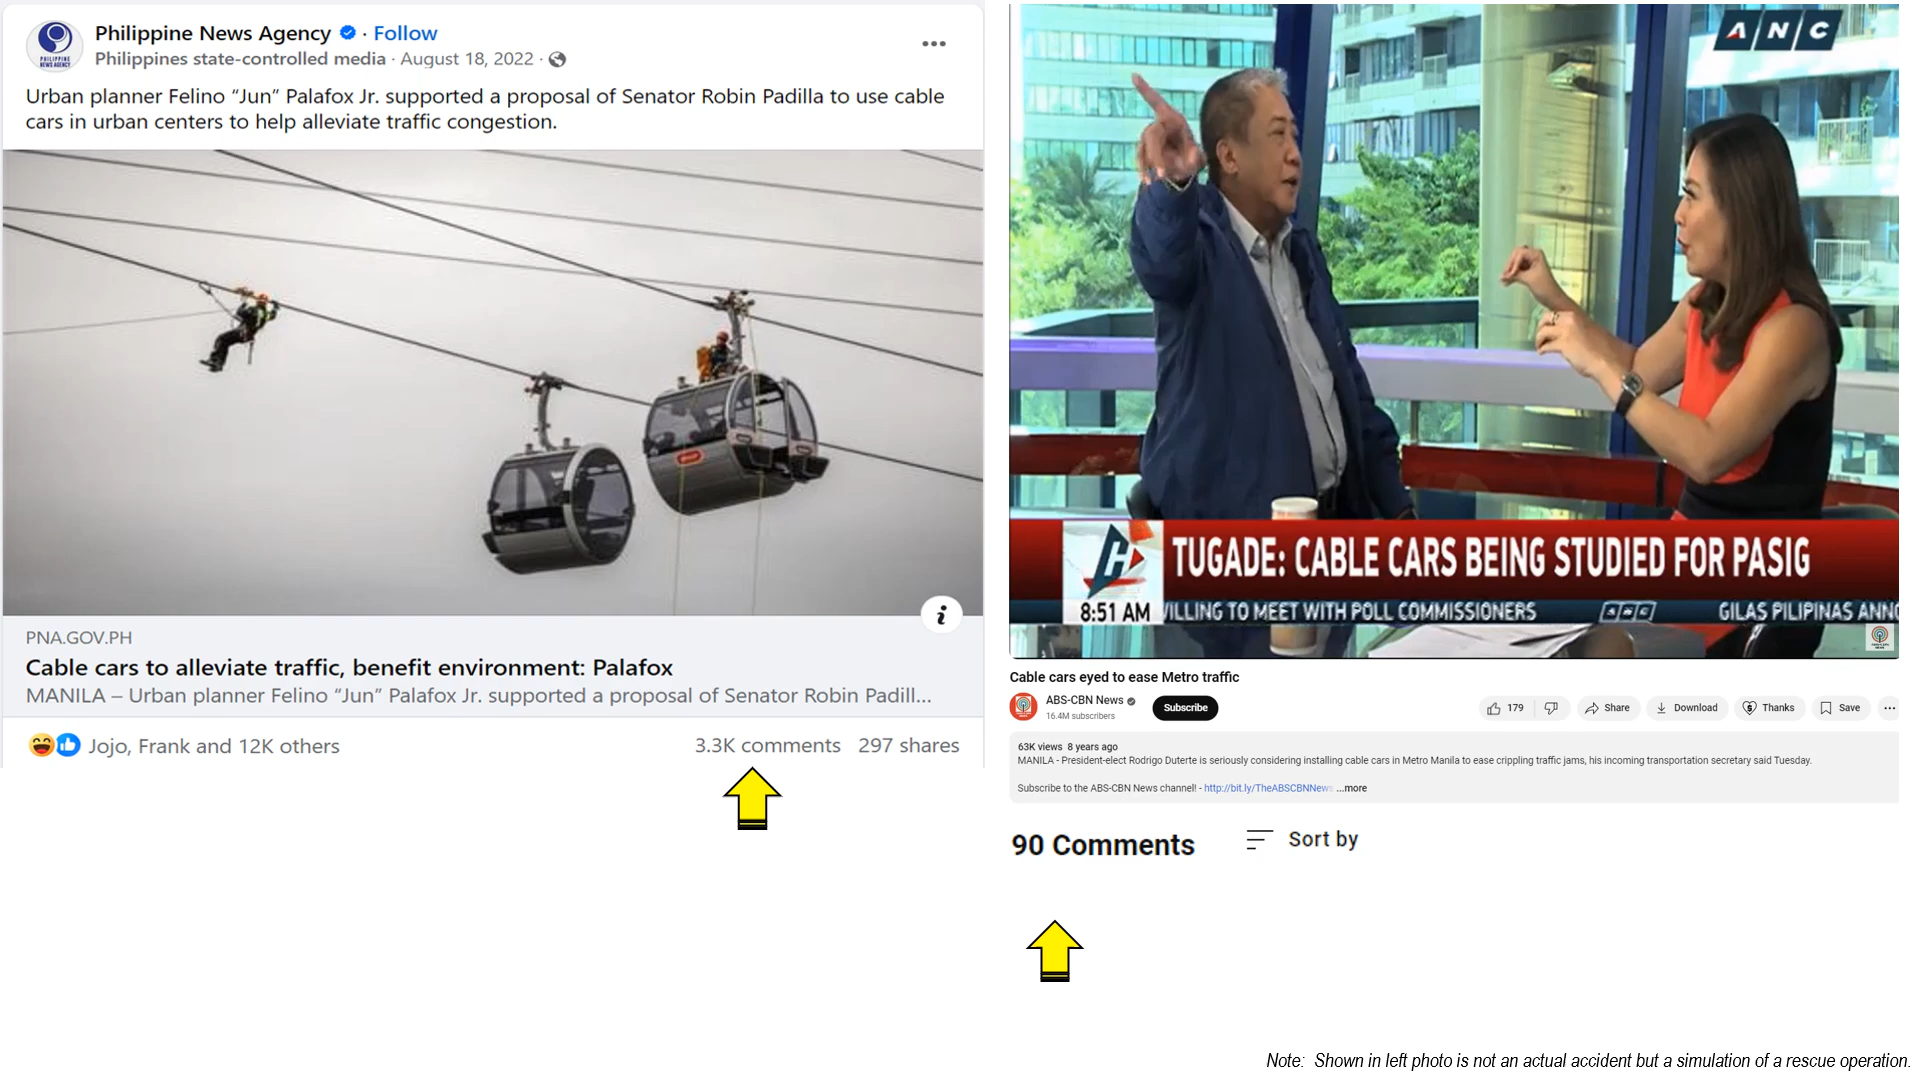 Philippine News Agency · Follow
Philippines state-controlled media · August 18, 2022 ·
Urban planner Felino “Jun” Palafox Jr. supported a proposal of Senator Robin Padilla to use cable
cars in urban centers to help alleviate traffic congestion.
PNA.GOV.PH
Cable cars to alleviate traffic, benefit environment: Palafox
MANILA – Urban planner Felino “Jun” Palafox Jr. supported a proposal of Senator Robin Padill...
Jojo, Frank and 12K others 3.3K comments 297 shares
ANC
TUGADE: CABLE CARS BEING STUDIED FOR PASIG
8:51 AM VILLING TO MEET WITH POLL COMMISSIONERS ANC GILAS PILIPINAS ANNC
Cable cars eyed to ease Metro traffic
ABS-CBN News
16.4M subscribers
Subscribe
179 Share Download Thanks Save ...
63K views 8 years ago
MANILA - President-elect Rodrigo Duterte is seriously considering installing cable cars in Metro Manila to ease crippling traffic jams, his incoming transportation secretary said Tuesday.
Subscribe to the ABS-CBN News channel! - http://bit.ly/TheABSCBNNews ...more
90 Comments Sort by
Note: Shown in left photo is not an actual accident but a simulation of a rescue operation.